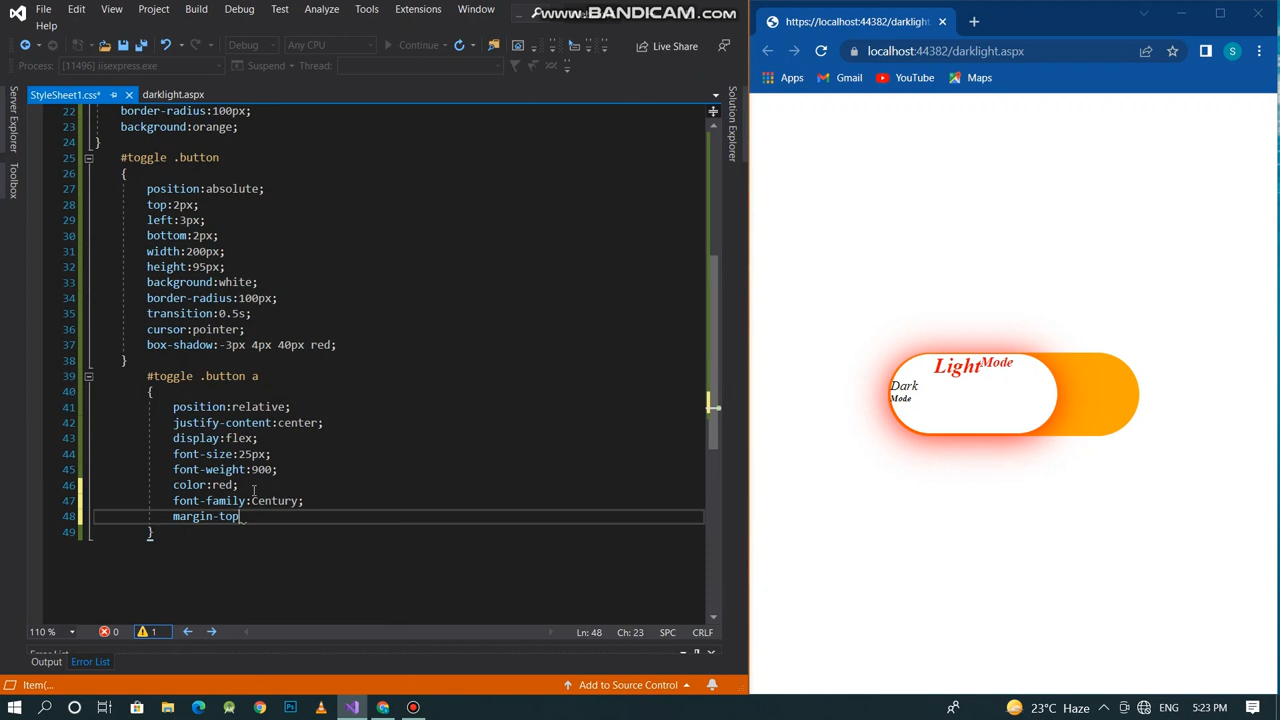 File Edit View Project Build Debug Test Analyze Tools Extensions Window ...
Help
www.BANDICAM.com
Debug Any CPU Continue Live Share
Process: [11496] iisexpress.exe Suspend Thread:
StyleSheet1.css* darklight.aspx
Server Explorer
Toolbox
Solution Explorer
22 border-radius:100px;
23 background:orange;
24 }
25 #toggle .button
26 {
27 position:absolute;
28 top:2px;
29 left:3px;
30 bottom:2px;
31 width:200px;
32 height:95px;
33 background:white;
34 border-radius:100px;
35 transition:0.5s;
36 cursor:pointer;
37 box-shadow:-3px 4px 40px red;
38 }
39 #toggle .button a
40 {
41 position:relative;
42 justify-content:center;
43 display:flex;
44 font-size:25px;
45 font-weight:900;
46 color:red;
47 font-family:Century;
48 margin-top
49 }
110 % 0 1 Ln: 48 Ch: 23 SPC CRLF
Output Error List
Item(... Add to Source Control
https://localhost:44382/darklight
localhost:44382/darklight.aspx S
Apps Gmail YouTube Maps
Light Mode
Dark
Mode
Ps 23°C Haze ENG 5:23 PM